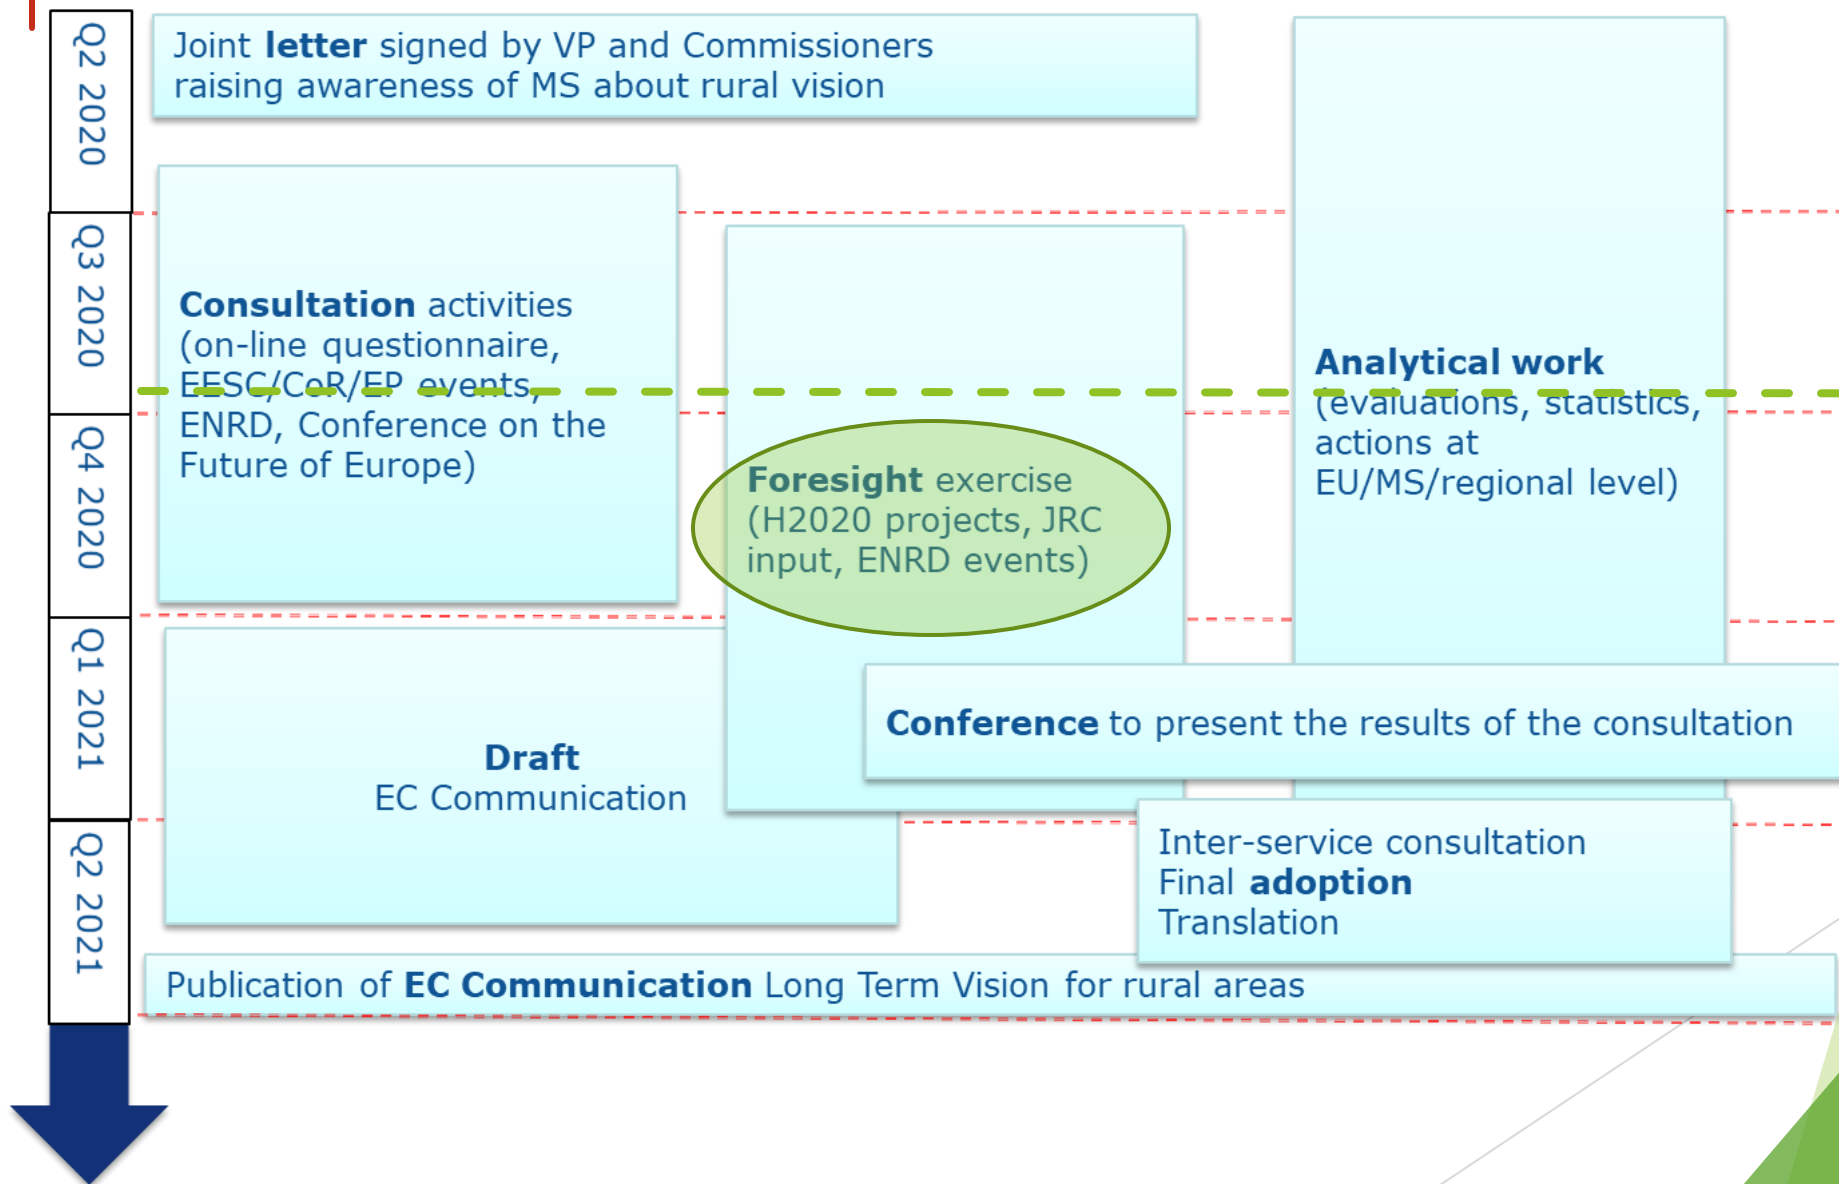 Q2 2020
Joint letter signed by VP and Commissioners
raising awareness of MS about rural vision
Q3 2020
Consultation activities
(on-line questionnaire,
EESC/CoR/EP events,
ENRD, Conference on the
Future of Europe)
Analytical work
(evaluations, statistics,
actions at
EU/MS/regional level)
Q4 2020
Foresight exercise
(H2020 projects, JRC
input, ENRD events)
Q1 2021
Conference to present the results of the consultation
Draft
EC Communication
Q2 2021
Inter-service consultation
Final adoption
Translation
Publication of EC Communication Long Term Vision for rural areas